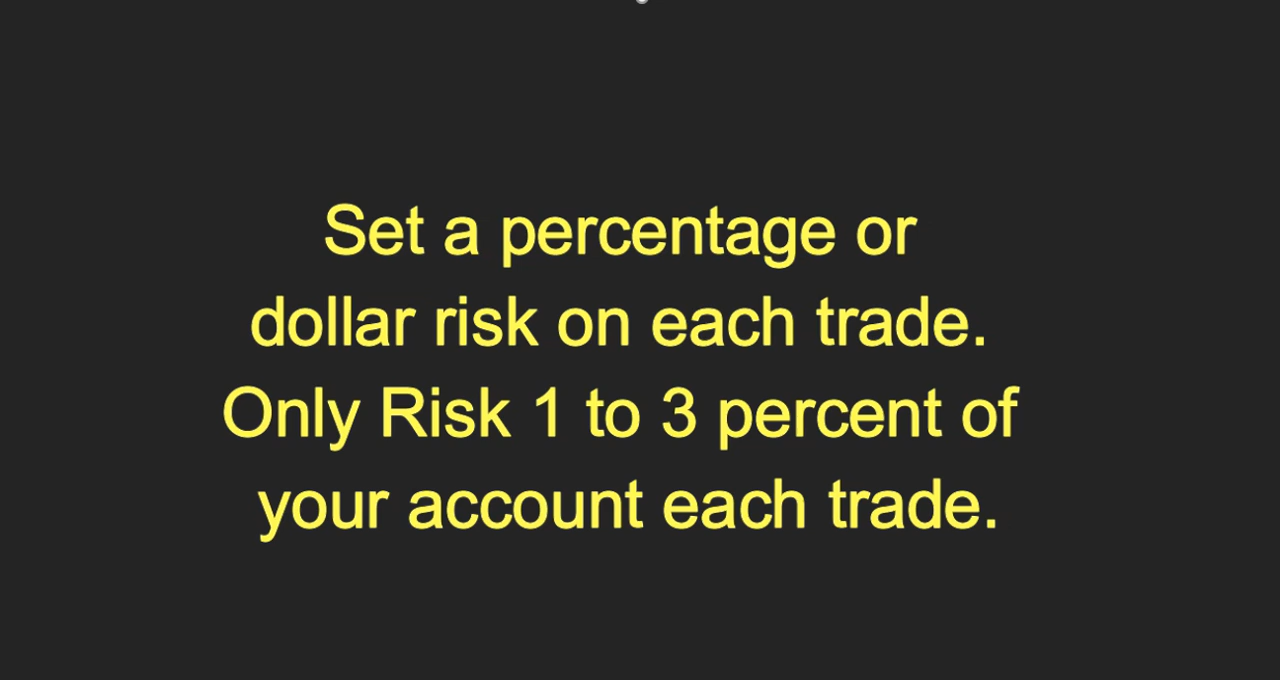 Set a percentage or
dollar risk on each trade.
Only Risk 1 to 3 percent of
your account each trade.